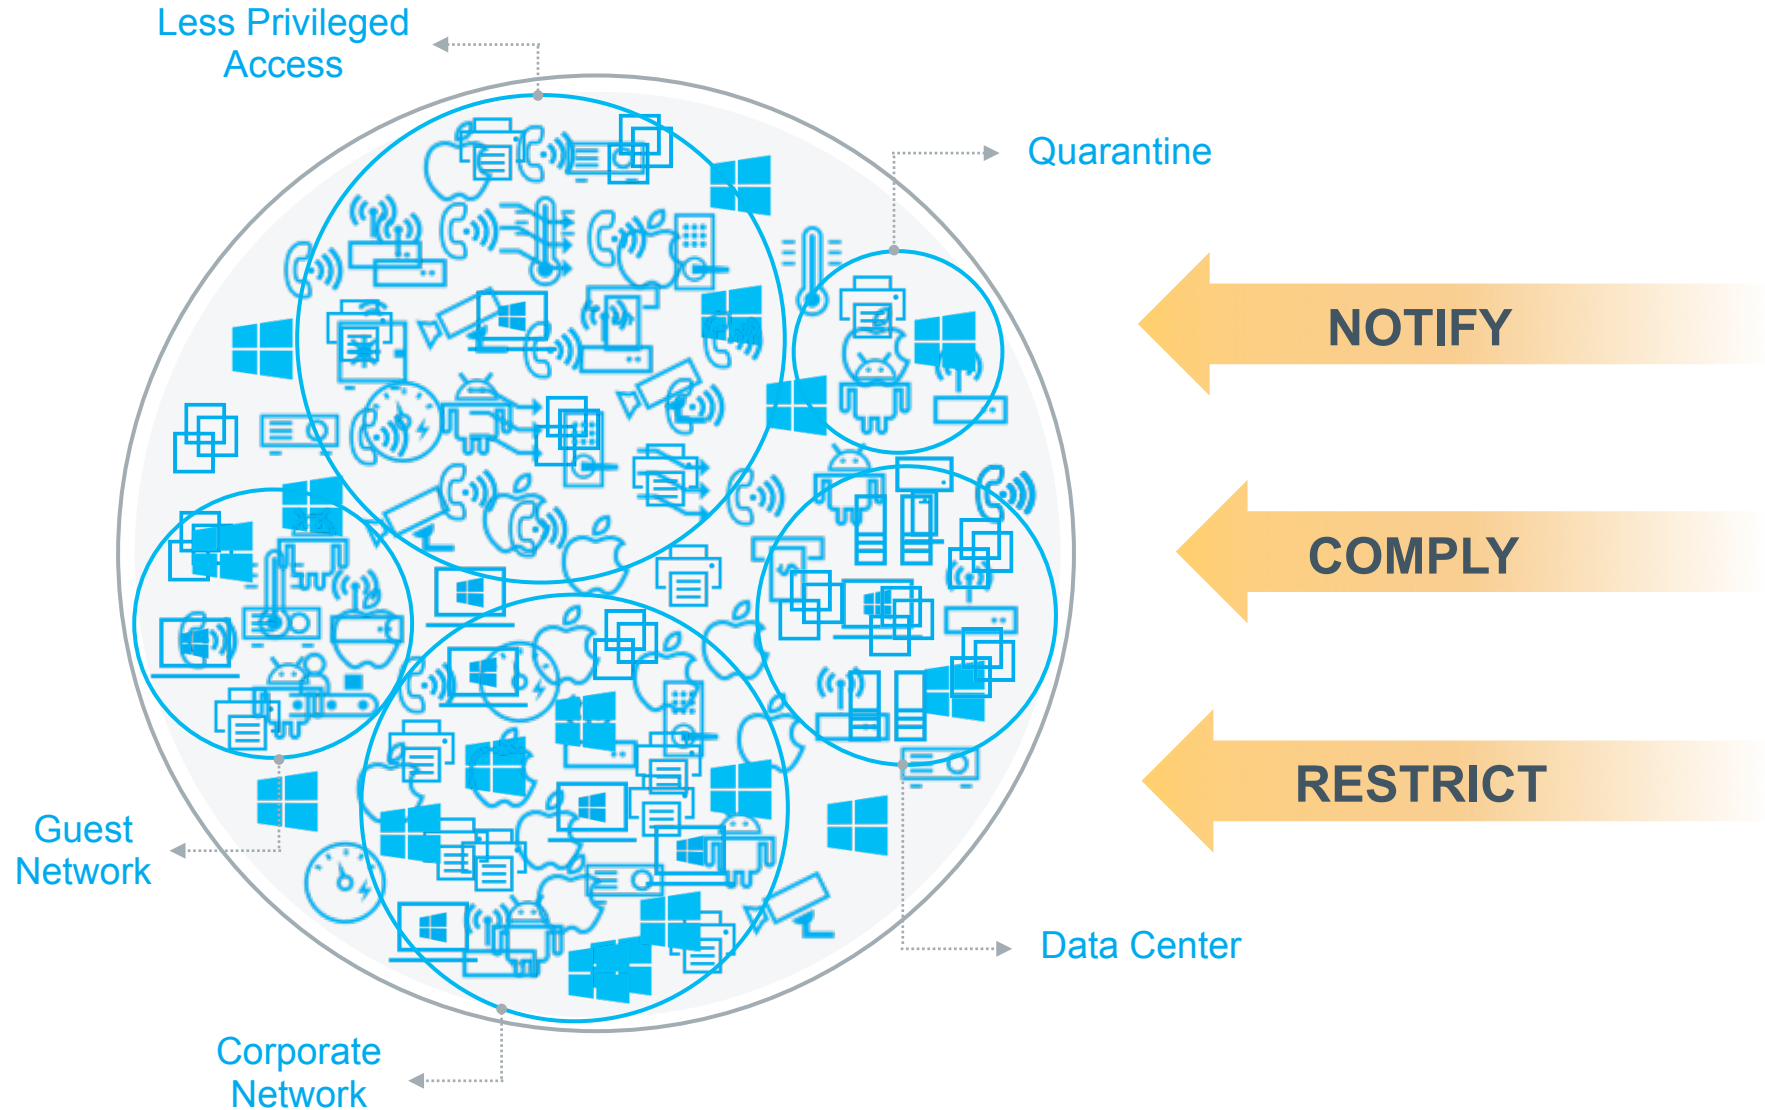 Less Privileged
Access
Quarantine
NOTIFY
COMPLY
RESTRICT
Guest
Network
Data Center
Corporate
Network